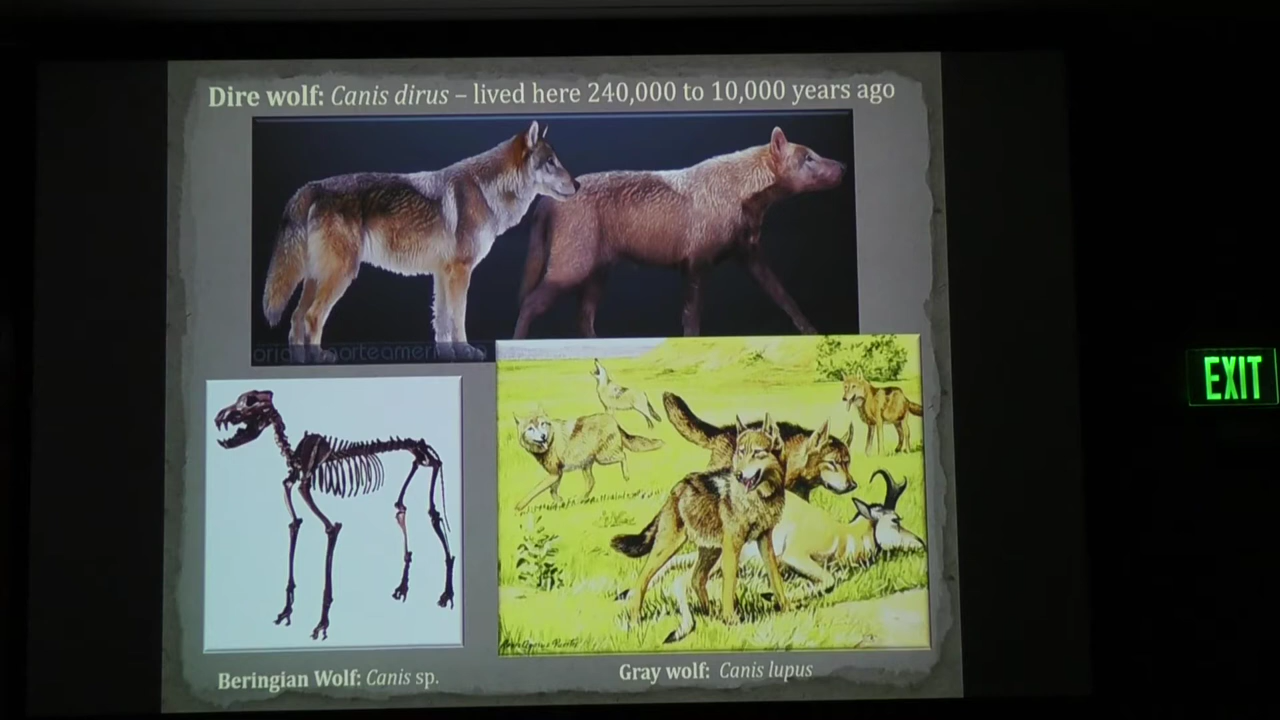 Dire wolf: Canis dirus – lived here 240,000 to 10,000 years ago
EXIT
Beringian Wolf: Canis sp.
Gray wolf: Canis lupus